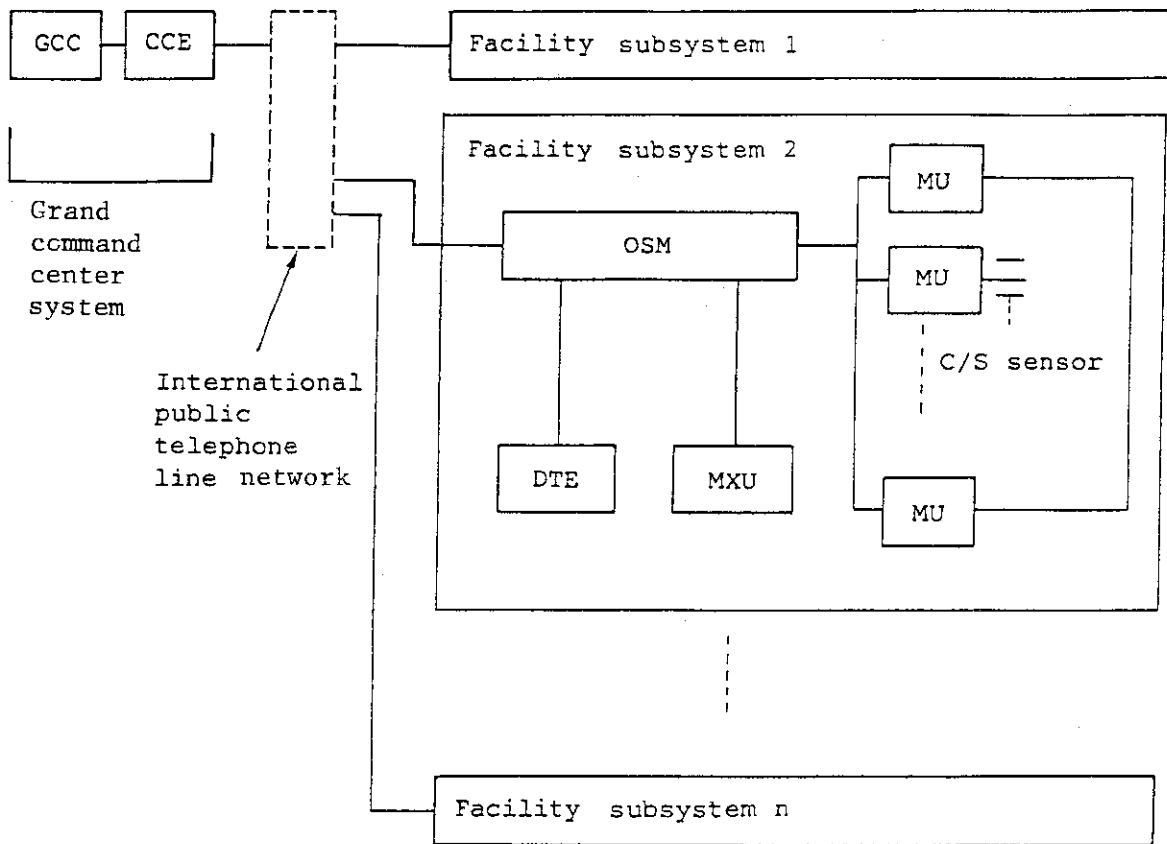 GCC
CCE
Facility subsystem 1
Facility subsystem 2
MU
OSM
MU
C/S sensor
Grand
command
center
system
International
public
telephone
line network
DTE
MXU
MU
Facility subsystem n